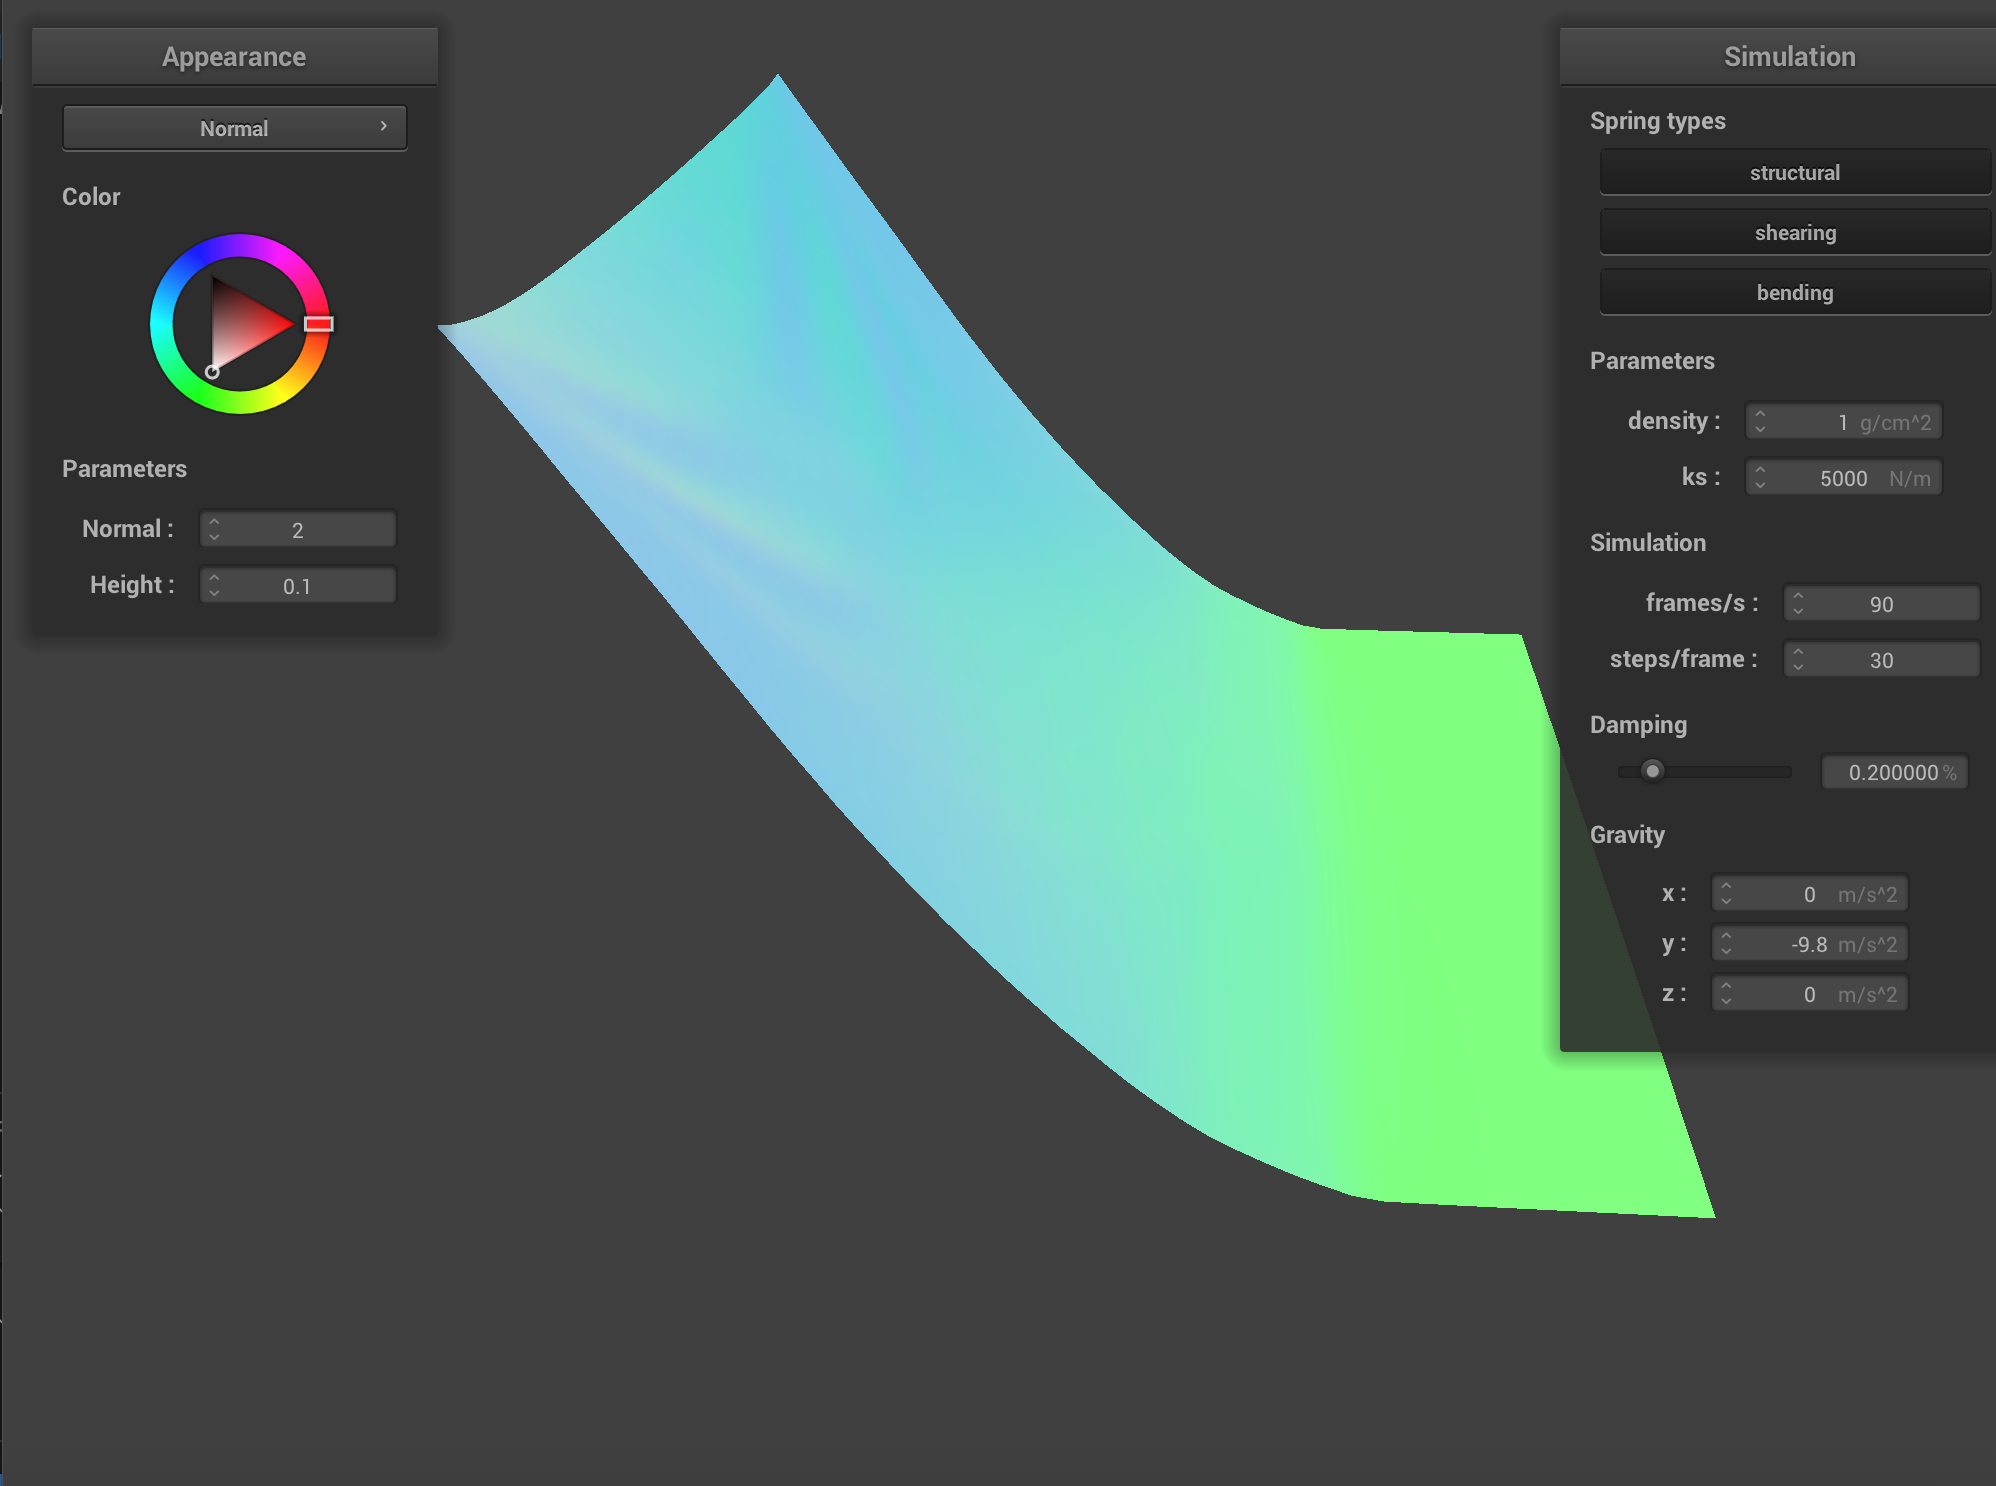 Appearance
Normal
Color
Parameters
Normal : 2
Height : 0.1
Simulation
Spring types
structural
shearing
bending
Parameters
density : 1 g/cm^2
ks : 5000 N/m
Simulation
frames/s : 90
steps/frame : 30
Damping
0.200000 %
Gravity
x : 0 m/s^2
y : -9.8 m/s^2
z : 0 m/s^2